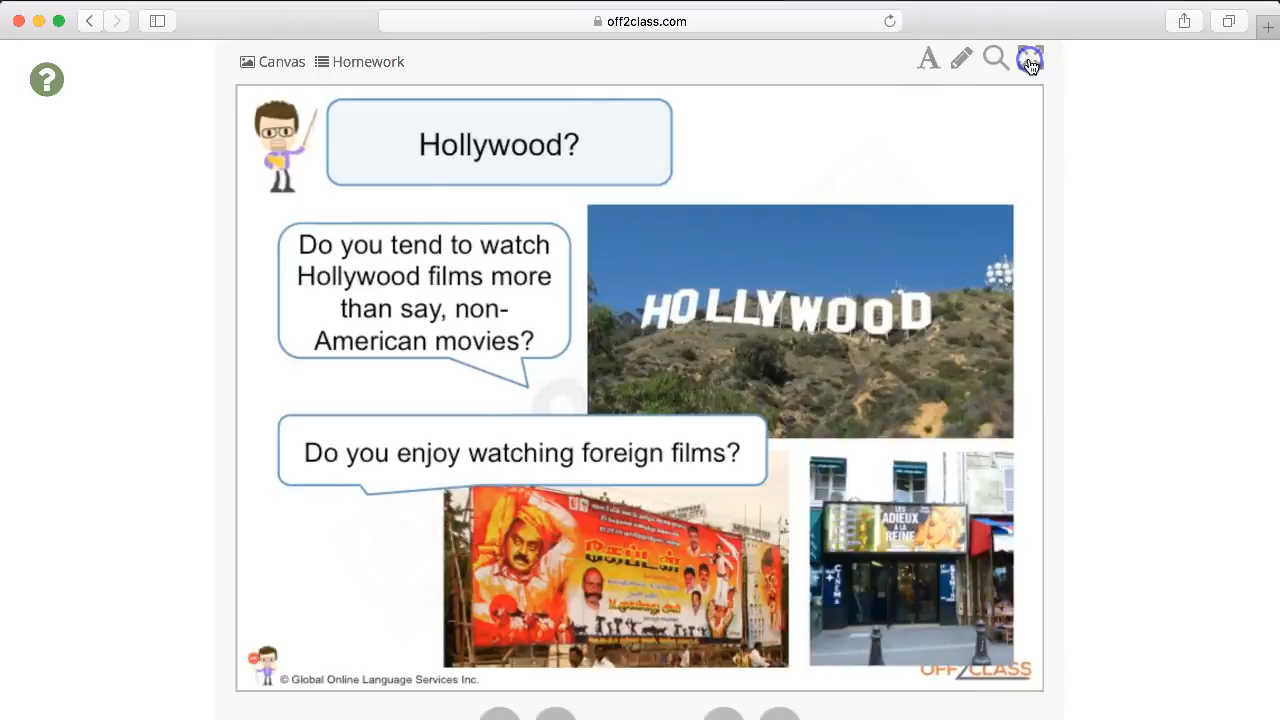 off2class.com
Canvas Homework
Hollywood?
Do you tend to watch
Hollywood films more
than say, non-
American movies?
HOLLYWOOD
Do you enjoy watching foreign films?
LES
ADIEUX
A LA
REINE
CINEMA
© Global Online Language Services Inc.
OFF2CLASS